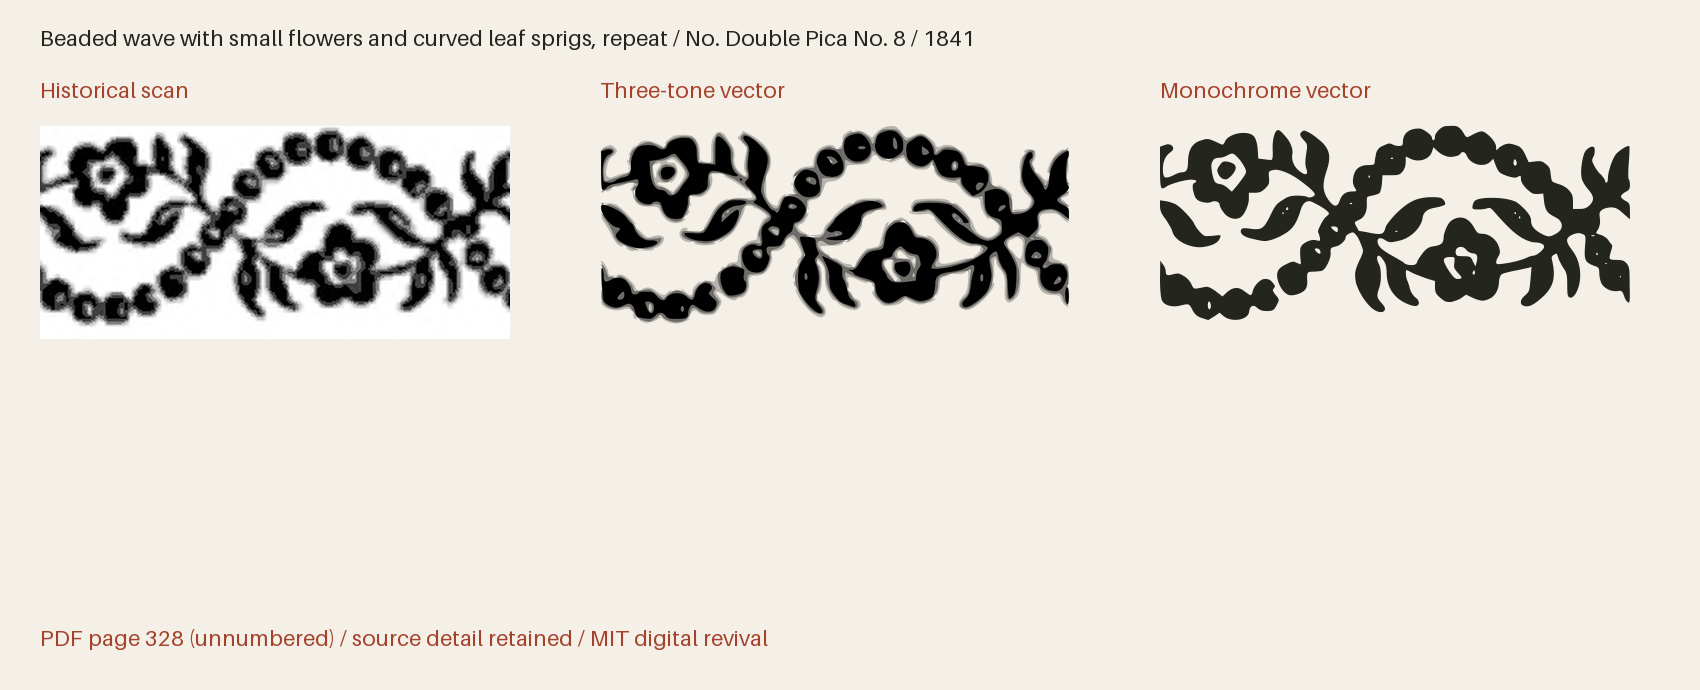 Beaded wave with small flowers and curved leaf sprigs, repeat / No. Double Pica No. 8 / 1841
Historical scan
Three-tone vector
Monochrome vector
PDF page 328 (unnumbered) / source detail retained / MIT digital revival